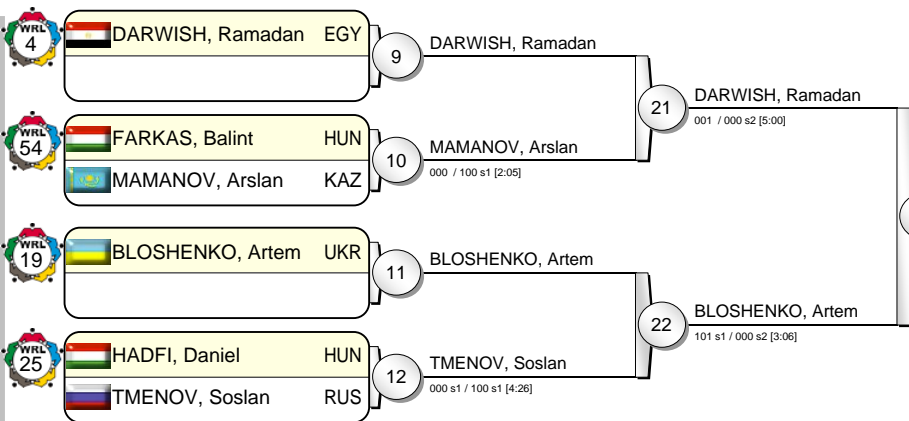 WRL
4
DARWISH, Ramadan EGY
9
DARWISH, Ramadan
21
DARWISH, Ramadan
001 / 000 s2 [5:00]
WRL
54
FARKAS, Balint HUN
MAMANOV, Arslan KAZ
10
MAMANOV, Arslan
000 / 100 s1 [2:05]
WRL
19
BLOSHENKO, Artem UKR
11
BLOSHENKO, Artem
22
BLOSHENKO, Artem
101 s1 / 000 s2 [3:06]
WRL
25
HADFI, Daniel HUN
TMENOV, Soslan RUS
12
TMENOV, Soslan
000 s1 / 100 s1 [4:26]